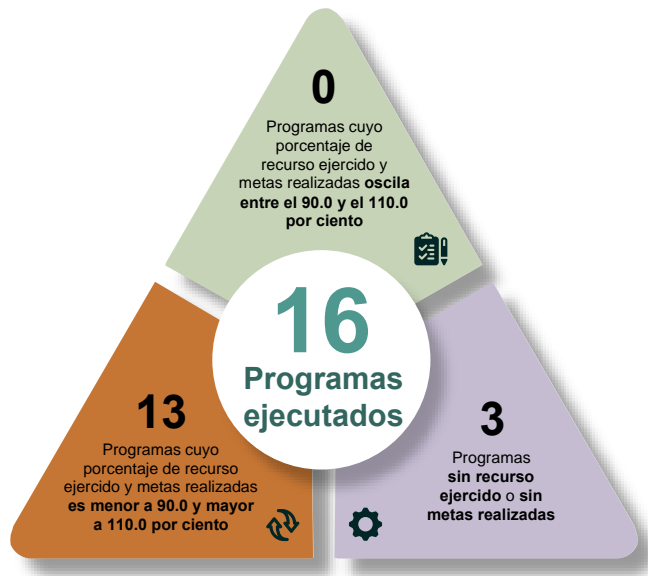 0
Programas cuyo
porcentaje de
recurso ejercido y
metas realizadas oscila
entre el 90.0 y el 110.0
por ciento
16
Programas
ejecutados
13
Programas cuyo
porcentaje de recurso
ejercido y metas realizadas
es menor a 90.0 y mayor
a 110.0 por ciento
3
Programas
sin recurso
ejercido o sin
metas realizadas